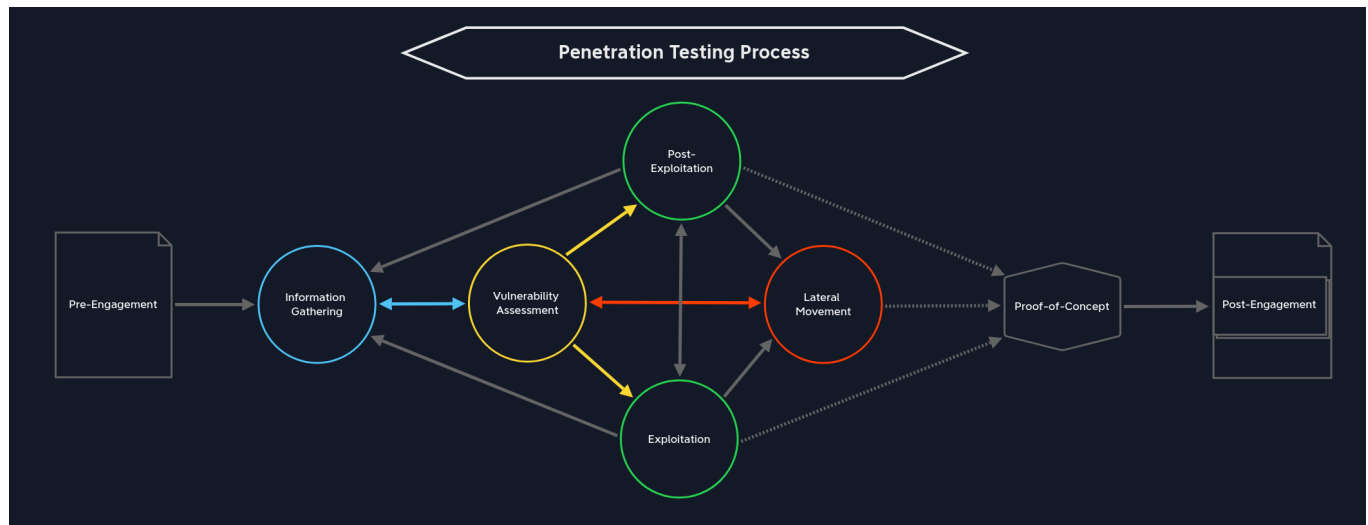 Penetration Testing Process
Post-
Exploitation
Pre-Engagement
Information
Gathering
Vulnerability
Assessment
Lateral
Movement
Proof-of-Concept
Post-Engagement
Exploitation